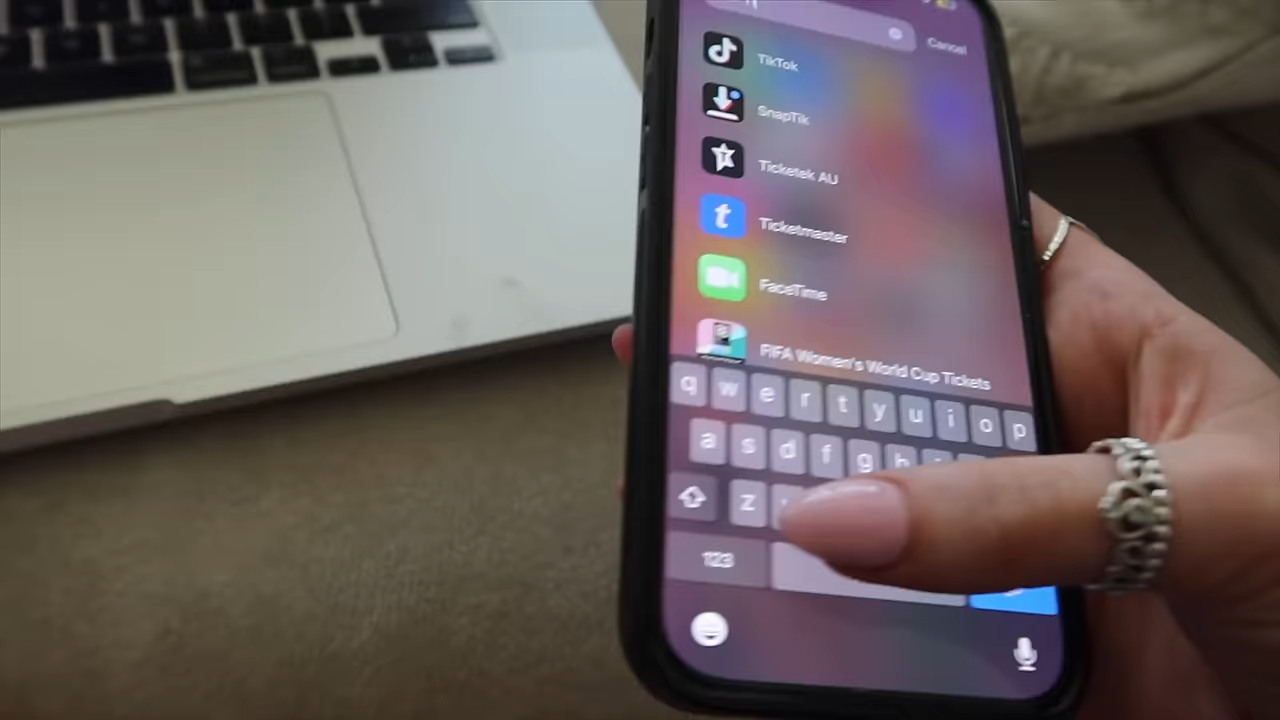 Cancel
TikTok
SnapTik
Ticketek AU
t
Ticketmaster
FaceTime
FIFA Women's World Cup Tickets
q w e r t y u i o p
a s d f g h
z
123